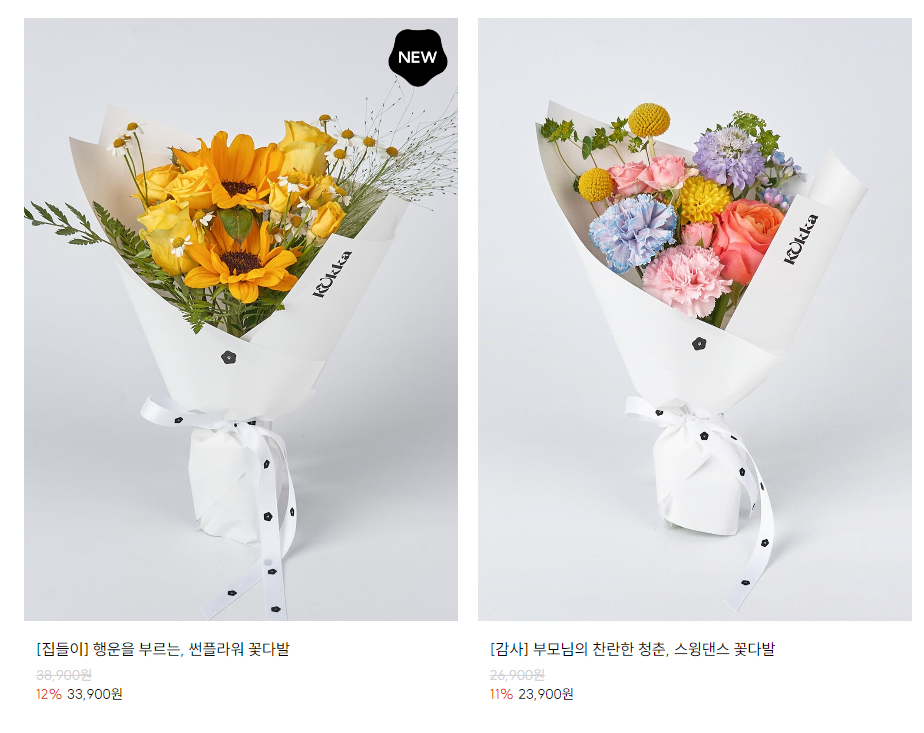 NEW
kukka
kukka
[집들이] 행운을 부르는, 썬플라워 꽃다발
38,900원
12% 33,900원
[감사] 부모님의 찬란한 청춘, 스윙댄스 꽃다발
26,900원
11% 23,900원